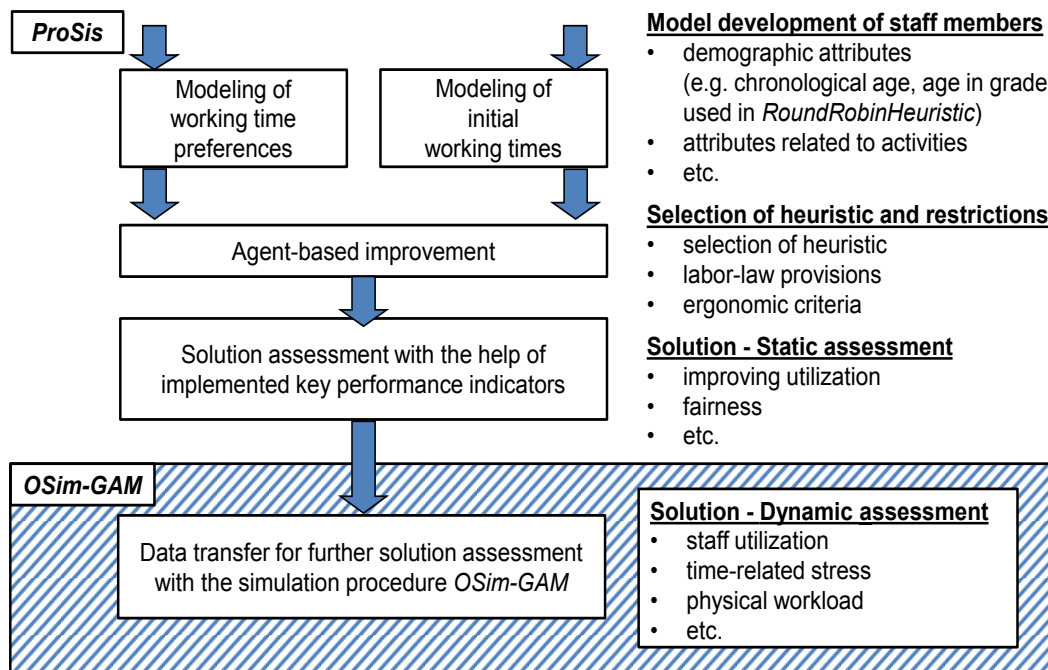 ProSis
Modeling of
working time
preferences
Modeling of
initial
working times
Agent-based improvement
Solution assessment with the help of
implemented key performance indicators
OSim-GAM
Data transfer for further solution assessment
with the simulation procedure OSim-GAM
Model development of staff members
• demographic attributes
(e.g. chronological age, age in grade
used in RoundRobinHeuristic)
• attributes related to activities
• etc.
Selection of heuristic and restrictions
• selection of heuristic
• labor-law provisions
• ergonomic criteria
Solution - Static assessment
• improving utilization
• fairness
• etc.
Solution - Dynamic assessment
• staff utilization
• time-related stress
• physical workload
• etc.